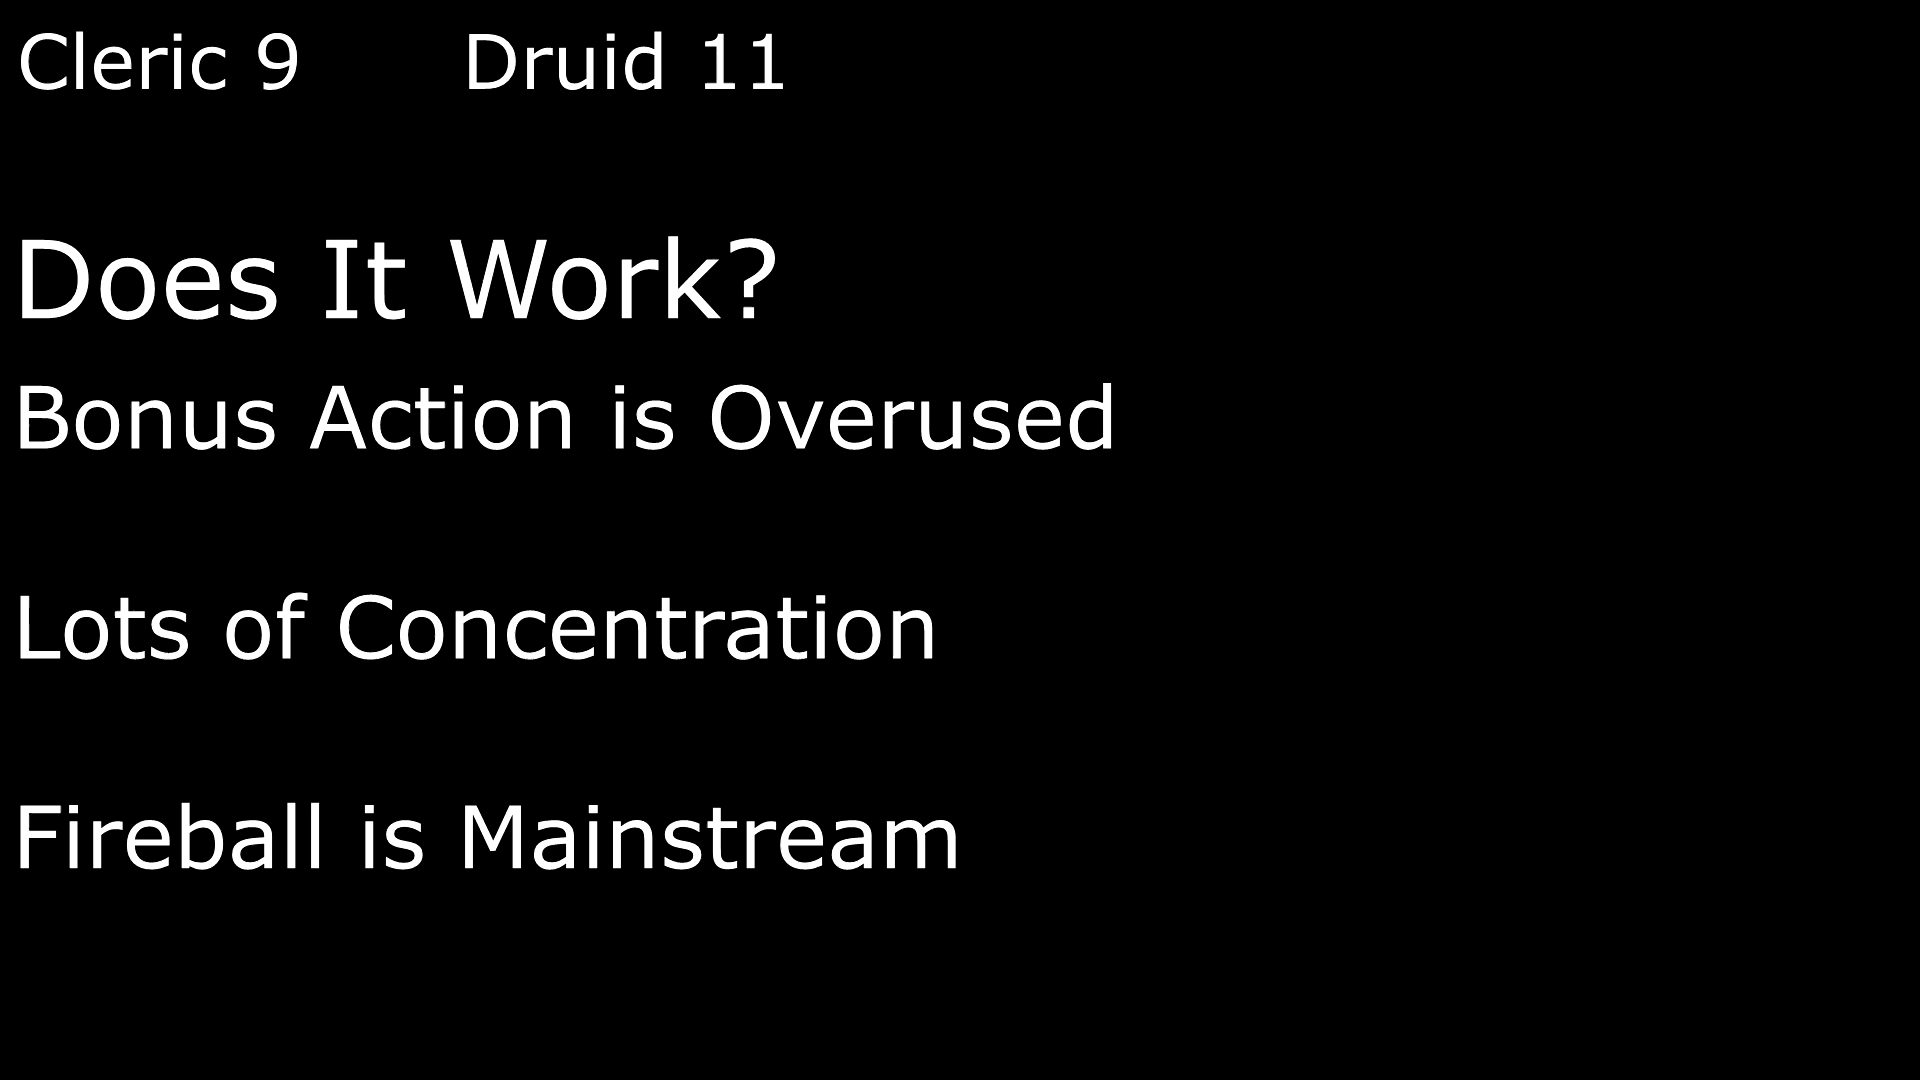 Cleric 9 Druid 11
Does It Work?
Bonus Action is Overused
Lots of Concentration
Fireball is Mainstream